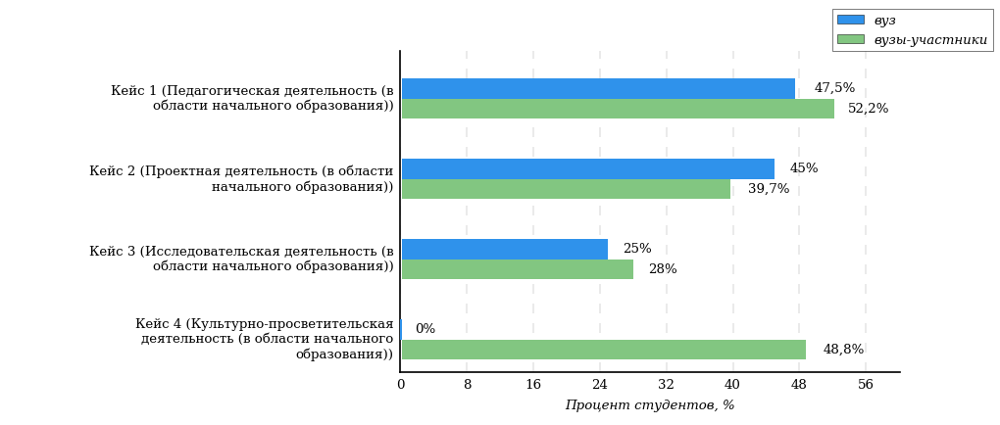 вуз
вузы-участники
Кейс 1 (Педагогическая деятельность (в
области начального образования))
47,5%
52,2%
Кейс 2 (Проектная деятельность (в области
начального образования))
45%
39,7%
Кейс 3 (Исследовательская деятельность (в
области начального образования))
25%
28%
Кейс 4 (Культурно-просветительская
деятельность (в области начального
образования))
0%
48,8%
0 8 16 24 32 40 48 56
Процент студентов, %